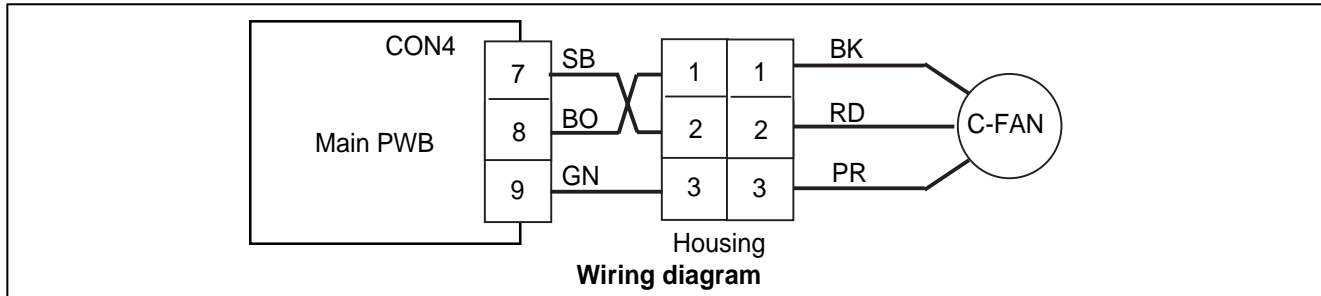 CON4
7 SB 1 1 BK
8 BO 2 2 RD C-FAN
Main PWB
9 GN 3 3 PR
Housing
Wiring diagram